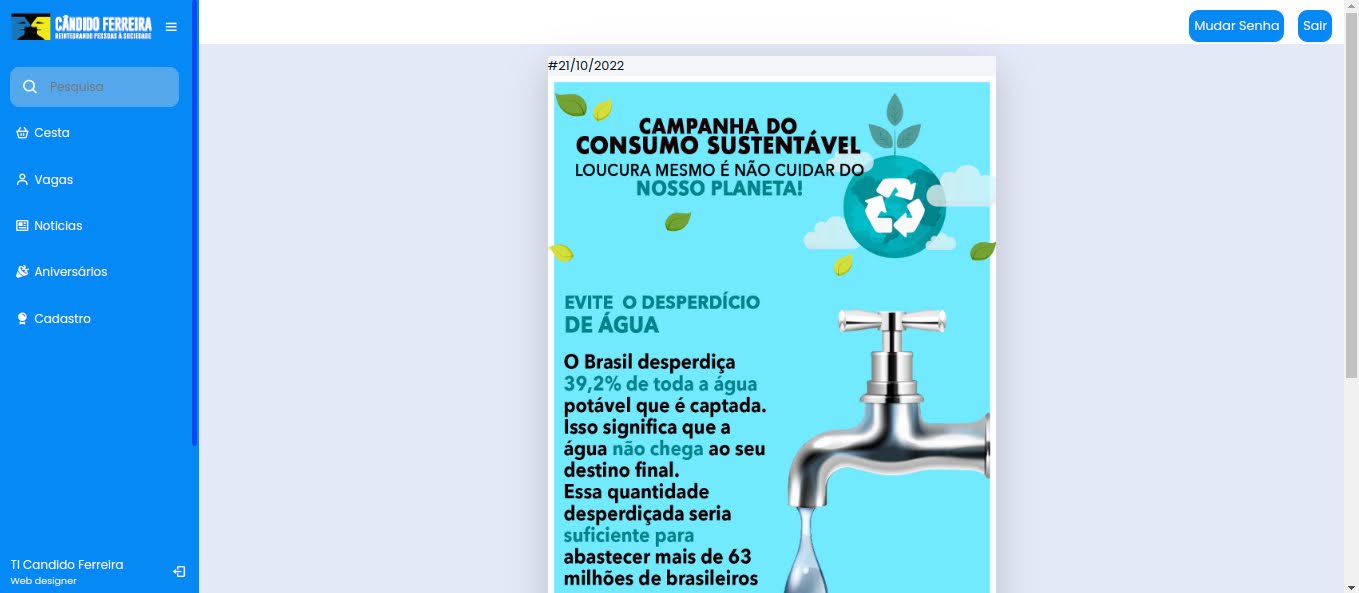 CÂNDIDO FERREIRA
REINTEGRANDO PESSOAS À SOCIEDADE
Mudar Senha
Sair
Pesquisa
Cesta
Vagas
Noticias
Aniversários
Cadastro
TI Candido Ferreira
Web designer
#21/10/2022
CAMPANHA DO
CONSUMO SUSTENTÁVEL
LOUCURA MESMO É NÃO CUIDAR DO
NOSSO PLANETA!
EVITE O DESPERDÍCIO
DE ÁGUA
O Brasil desperdiça
39,2% de toda a água
potável que é captada.
Isso significa que a
água não chega ao seu
destino final.
Essa quantidade
desperdiçada seria
suficiente para
abastecer mais de 63
milhões de brasileiros